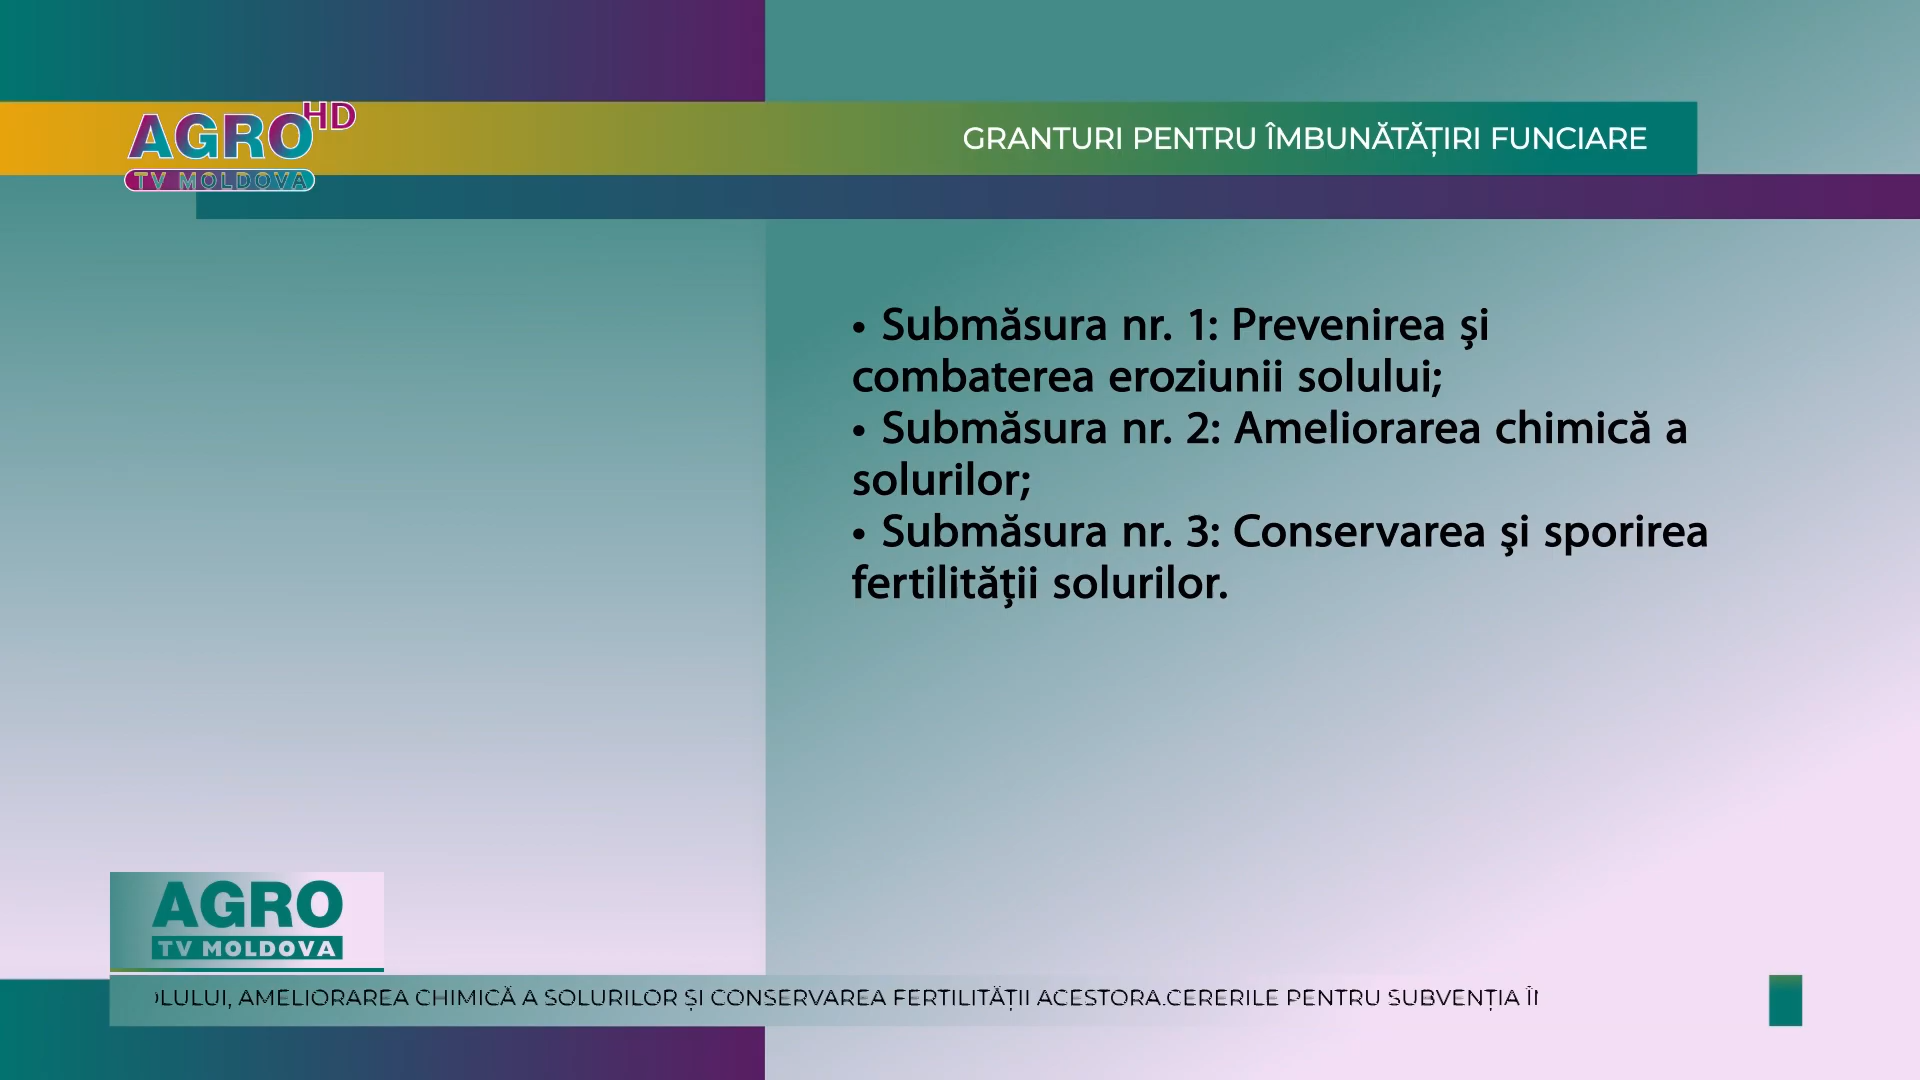 AGRO HD
TV MOLDOVA
GRANTURI PENTRU ÎMBUNĂTĂȚIRI FUNCIARE
• Submăsura nr. 1: Prevenirea şi
combaterea eroziunii solului;
• Submăsura nr. 2: Ameliorarea chimică a
solurilor;
• Submăsura nr. 3: Conservarea şi sporirea
fertilităţii solurilor.
AGRO
TV MOLDOVA
LULUI, AMELIORAREA CHIMICĂ A SOLURILOR ȘI CONSERVAREA FERTILITĂȚII ACESTORA.CERERILE PENTRU SUBVENȚIA